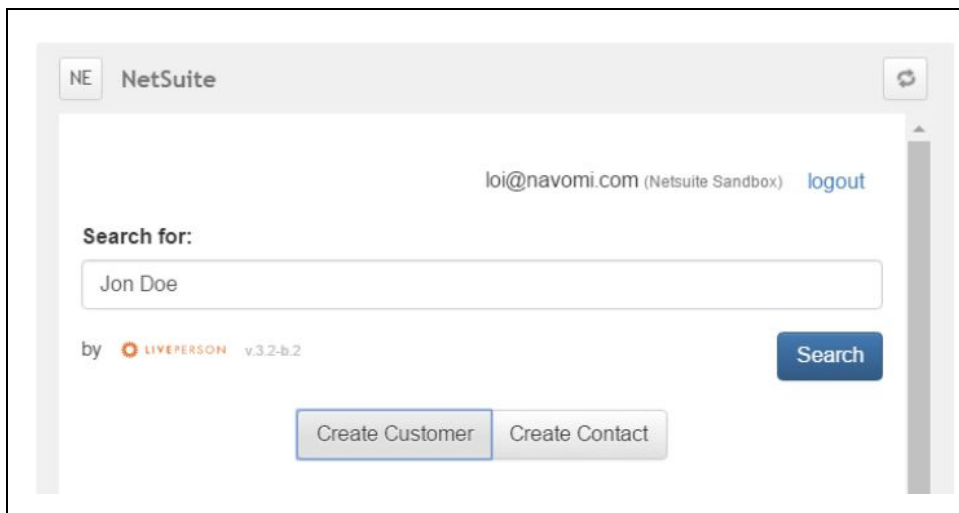 NE NetSuite
loi@navomi.com (Netsuite Sandbox) logout
Search for:
Jon Doe
by LIVEPERSON v.3.2-b.2 Search
Create Customer Create Contact